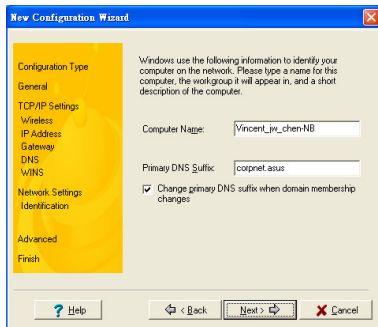 New Configuration Wizard
Configuration Type
General
TCP/IP Settings
Wireless
IP Address
Gateway
DNS
WINS
Network Settings
Identification
Advanced
Finish
Windows use the following information to identify your
computer on the network. Please type a name for this
computer, the workgroup it will appear in, and a short
description of the computer.
Computer Name:
Vincent_jw_chen-NB
Primary DNS Suffix:
corpnet.asus
Change primary DNS suffix when domain membership
changes
Help
< Back
Next >
Cancel